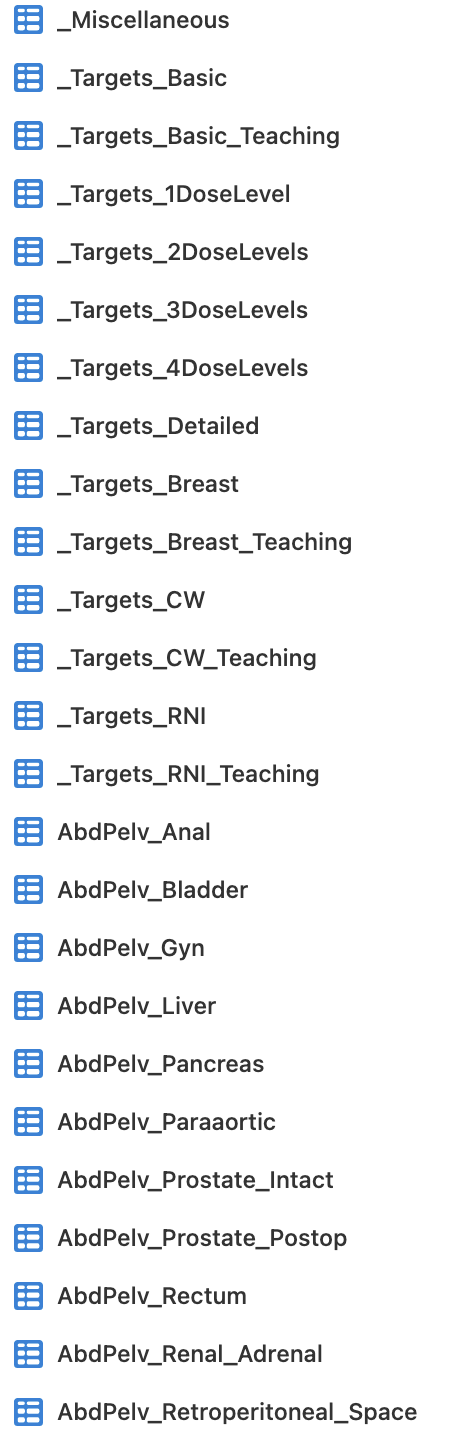 _Miscellaneous
_Targets_Basic
_Targets_Basic_Teaching
_Targets_1DoseLevel
_Targets_2DoseLevels
_Targets_3DoseLevels
_Targets_4DoseLevels
_Targets_Detailed
_Targets_Breast
_Targets_Breast_Teaching
_Targets_CW
_Targets_CW_Teaching
_Targets_RNI
_Targets_RNI_Teaching
AbdPelv_Anal
AbdPelv_Bladder
AbdPelv_Gyn
AbdPelv_Liver
AbdPelv_Pancreas
AbdPelv_Paraaortic
AbdPelv_Prostate_Intact
AbdPelv_Prostate_Postop
AbdPelv_Rectum
AbdPelv_Renal_Adrenal
AbdPelv_Retroperitoneal_Space